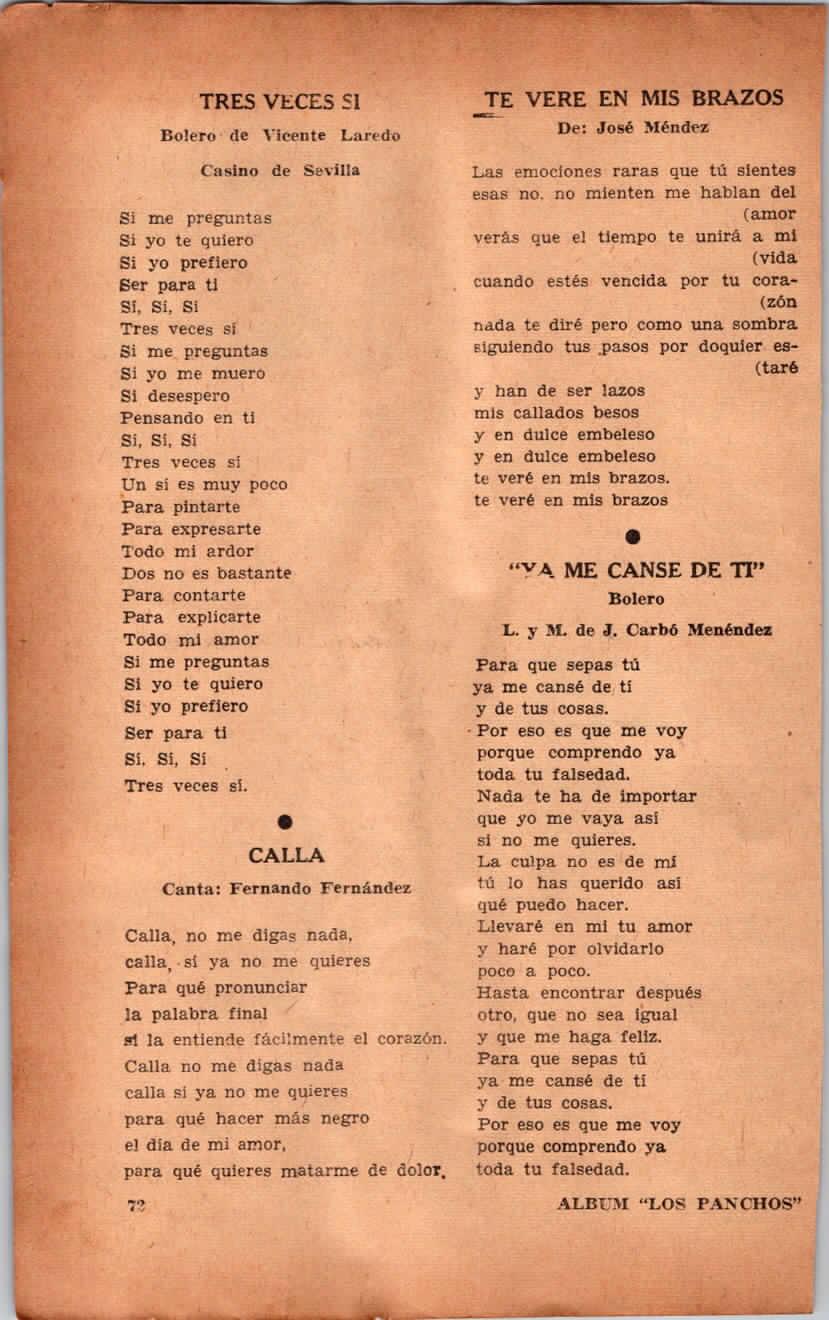 TRES VECES SI
Bolero de Vicente Laredo
Casino de Sevilla
Si me preguntas
Si yo te quiero
Si yo prefiero
Ser para ti
Sí, Sí, Sí
Tres veces sí
Si me preguntas
Si yo me muero
Si desespero
Pensando en ti
Sí, Sí, Sí
Tres veces sí
Un sí es muy poco
Para pintarte
Para expresarte
Todo mi ardor
Dos no es bastante
Para contarte
Para explicarte
Todo mi amor
Si me preguntas
Si yo te quiero
Si yo prefiero
Ser para ti
Sí, Sí, Sí
Tres veces sí.
CALLA
Canta: Fernando Fernández
Calla, no me digas nada,
calla, si ya no me quieres
Para qué pronunciar
la palabra final
si la entiende fácilmente el corazón.
Calla no me digas nada
calla si ya no me quieres
para qué hacer más negro
el día de mi amor,
para qué quieres matarme de dolor.
72
TE VERE EN MIS BRAZOS
De: José Méndez
Las emociones raras que tú sientes
esas no. no mienten me hablan del
(amor
verás que el tiempo te unirá a mi
(vida
cuando estés vencida por tu cora-
(zón
nada te diré pero como una sombra
siguiendo tus pasos por doquier es-
(taré
y han de ser lazos
mis callados besos
y en dulce embeleso
y en dulce embeleso
te veré en mis brazos.
te veré en mis brazos
"YA ME CANSE DE TI"
Bolero
L. y M. de J. Carbó Menéndez
Para que sepas tú
ya me cansé de tí
y de tus cosas.
Por eso es que me voy
porque comprendo ya
toda tu falsedad.
Nada te ha de importar
que yo me vaya así
si no me quieres.
La culpa no es de mí
tú lo has querido así
qué puedo hacer.
Llevaré en mi tu amor
y haré por olvidarlo
poco a poco.
Hasta encontrar después
otro, que no sea igual
y que me haga feliz.
Para que sepas tú
ya me cansé de tí
y de tus cosas.
Por eso es que me voy
porque comprendo ya
toda tu falsedad.
ALBUM "LOS PANCHOS"